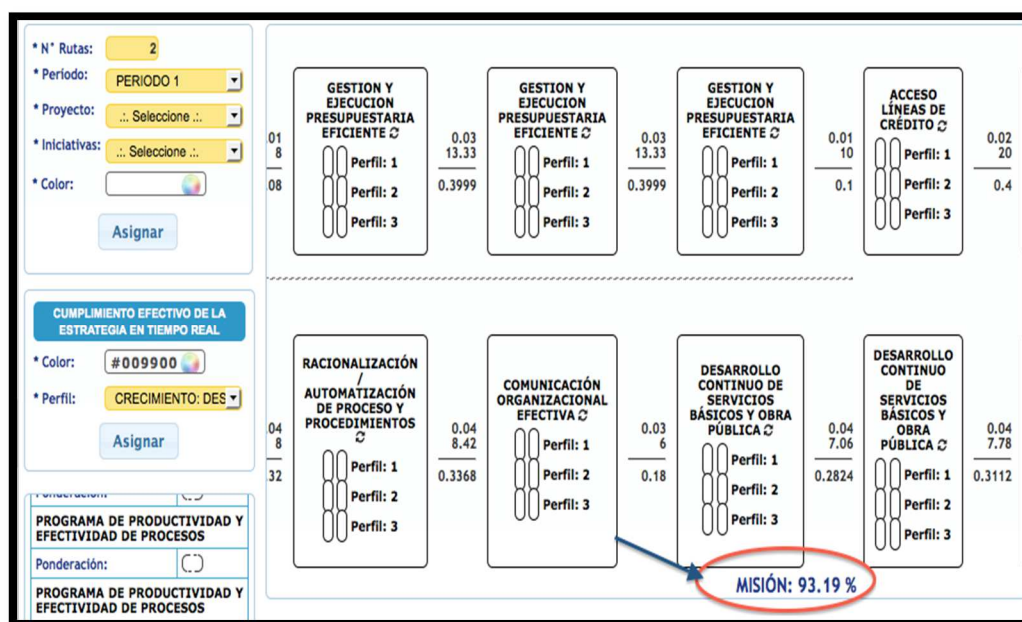 * N° Rutas: 2
* Período: PERIODO 1
* Proyecto: .:. Seleccione .:.
* Iniciativas: .:. Seleccione .:.
* Color:
Asignar
CUMPLIMIENTO EFECTIVO DE LA
ESTRATEGIA EN TIEMPO REAL
* Color: #009900
* Perfil: CRECIMIENTO: DES
Asignar
Ponderación:
PROGRAMA DE PRODUCTIVIDAD Y
EFECTIVIDAD DE PROCESOS
Ponderación:
PROGRAMA DE PRODUCTIVIDAD Y
EFECTIVIDAD DE PROCESOS
01
8
.08
GESTION Y
EJECUCION
PRESUPUESTARIA
EFICIENTE
Perfil: 1
Perfil: 2
Perfil: 3
0.03
13.33
0.3999
GESTION Y
EJECUCION
PRESUPUESTARIA
EFICIENTE
Perfil: 1
Perfil: 2
Perfil: 3
0.03
13.33
0.3999
GESTION Y
EJECUCION
PRESUPUESTARIA
EFICIENTE
Perfil: 1
Perfil: 2
Perfil: 3
0.01
10
0.1
ACCESO
LÍNEAS DE
CRÉDITO
Perfil: 1
Perfil: 2
Perfil: 3
0.02
20
0.4
04
8
32
RACIONALIZACIÓN
/
AUTOMATIZACIÓN
DE PROCESO Y
PROCEDIMIENTOS
Perfil: 1
Perfil: 2
Perfil: 3
0.04
8.42
0.3368
COMUNICACIÓN
ORGANIZACIONAL
EFECTIVA
Perfil: 1
Perfil: 2
Perfil: 3
0.03
6
0.18
DESARROLLO
CONTINUO DE
SERVICIOS
BÁSICOS Y OBRA
PÚBLICA
Perfil: 1
Perfil: 2
Perfil: 3
0.04
7.06
0.2824
DESARROLLO
CONTINUO
DE
SERVICIOS
BÁSICOS Y
OBRA
PÚBLICA
Perfil: 1
Perfil: 2
Perfil: 3
0.04
7.78
0.3112
MISIÓN: 93.19 %